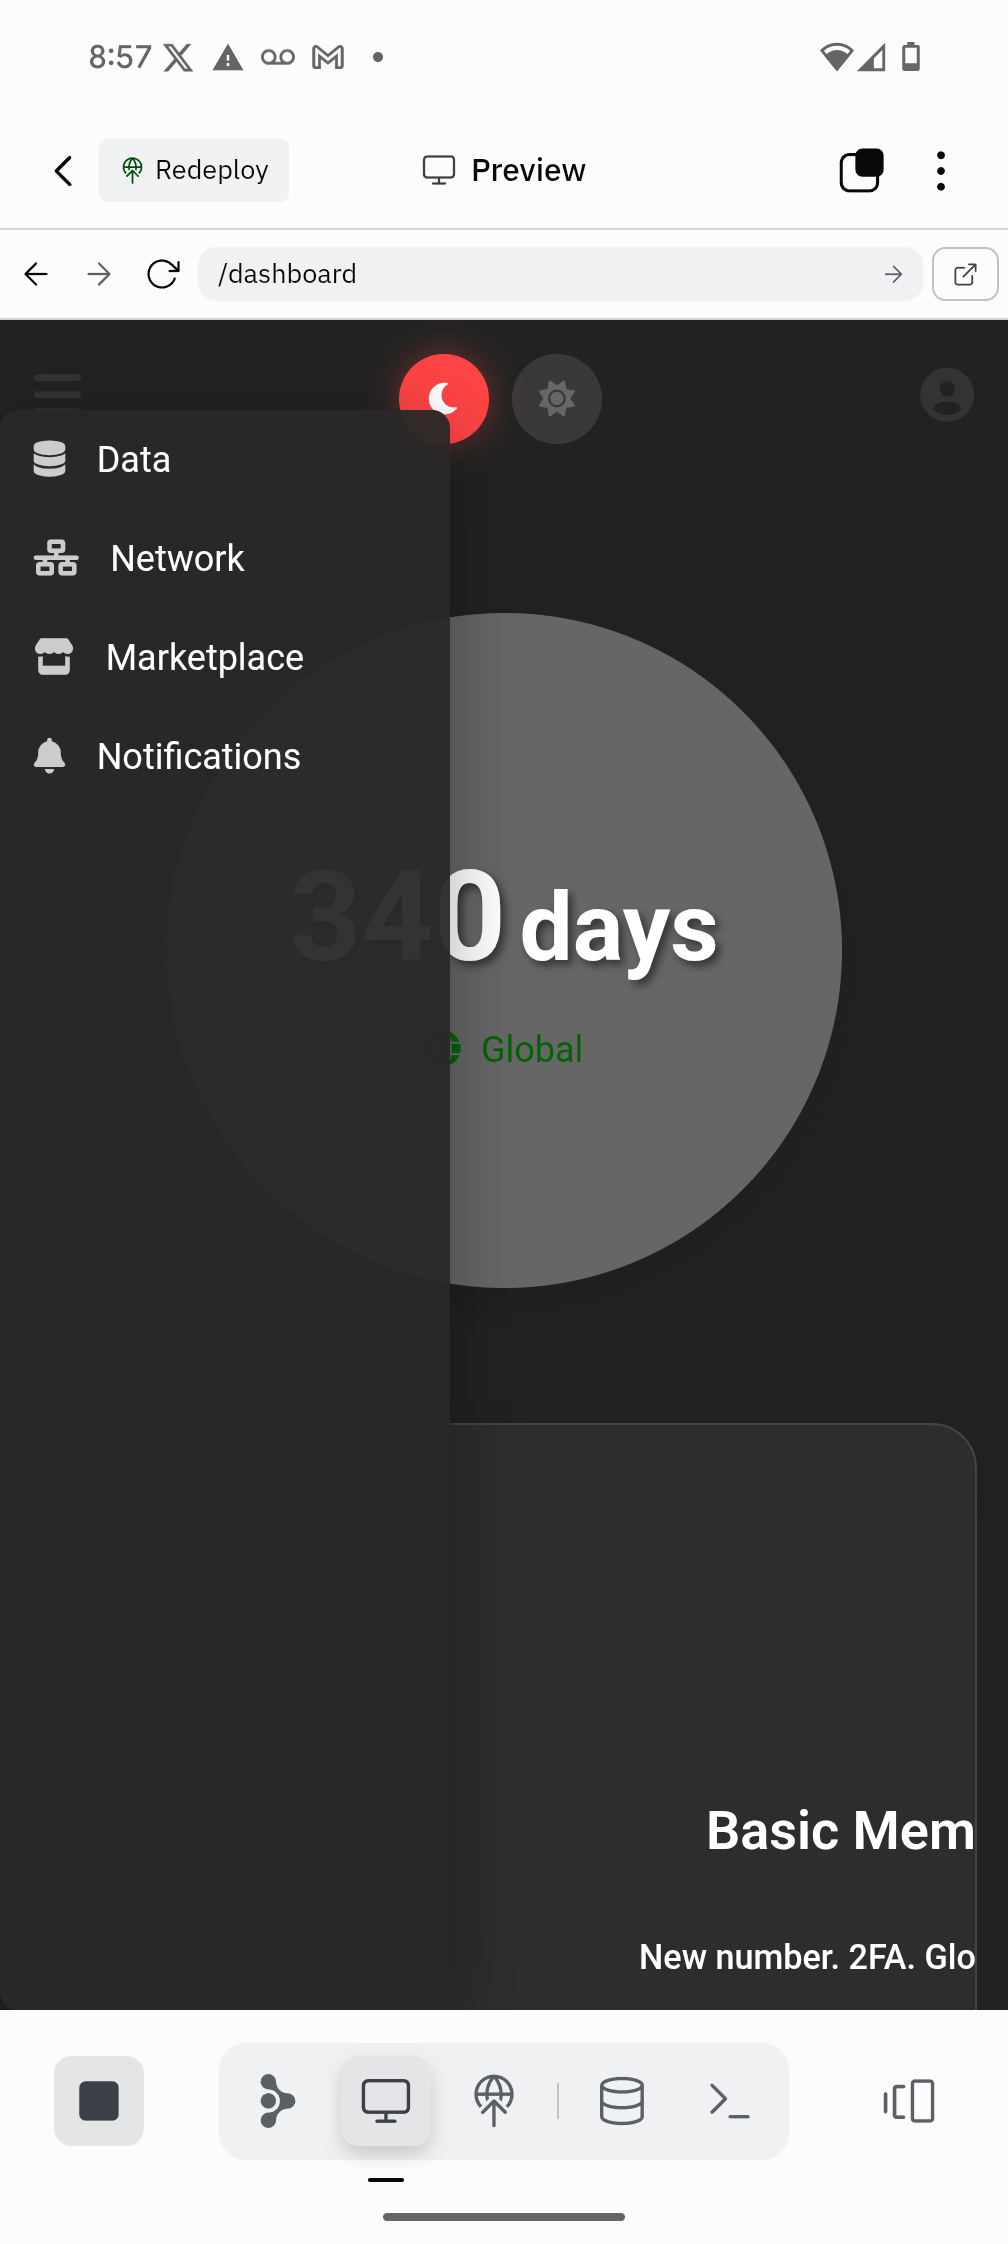 8:57
Redeploy
Preview
/dashboard
Data
Network
Marketplace
Notifications
340 days
Global
Basic Mem
New number. 2FA. Glo